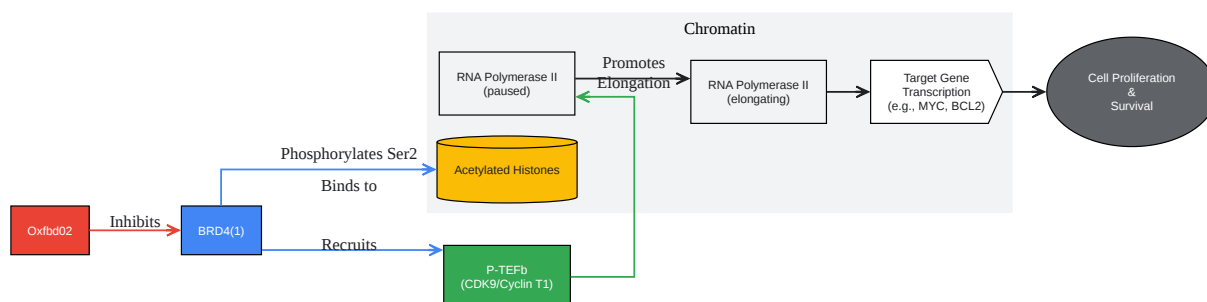 Chromatin
RNA Polymerase II
(paused)
Promotes
Elongation
RNA Polymerase II
(elongating)
Target Gene
Transcription
(e.g., MYC, BCL2)
Cell Proliferation
&
Survival
Phosphorylates Ser2
Binds to
Acetylated Histones
Oxfbd02
Inhibits
BRD4(1)
Recruits
P-TEFb
(CDK9/Cyclin T1)